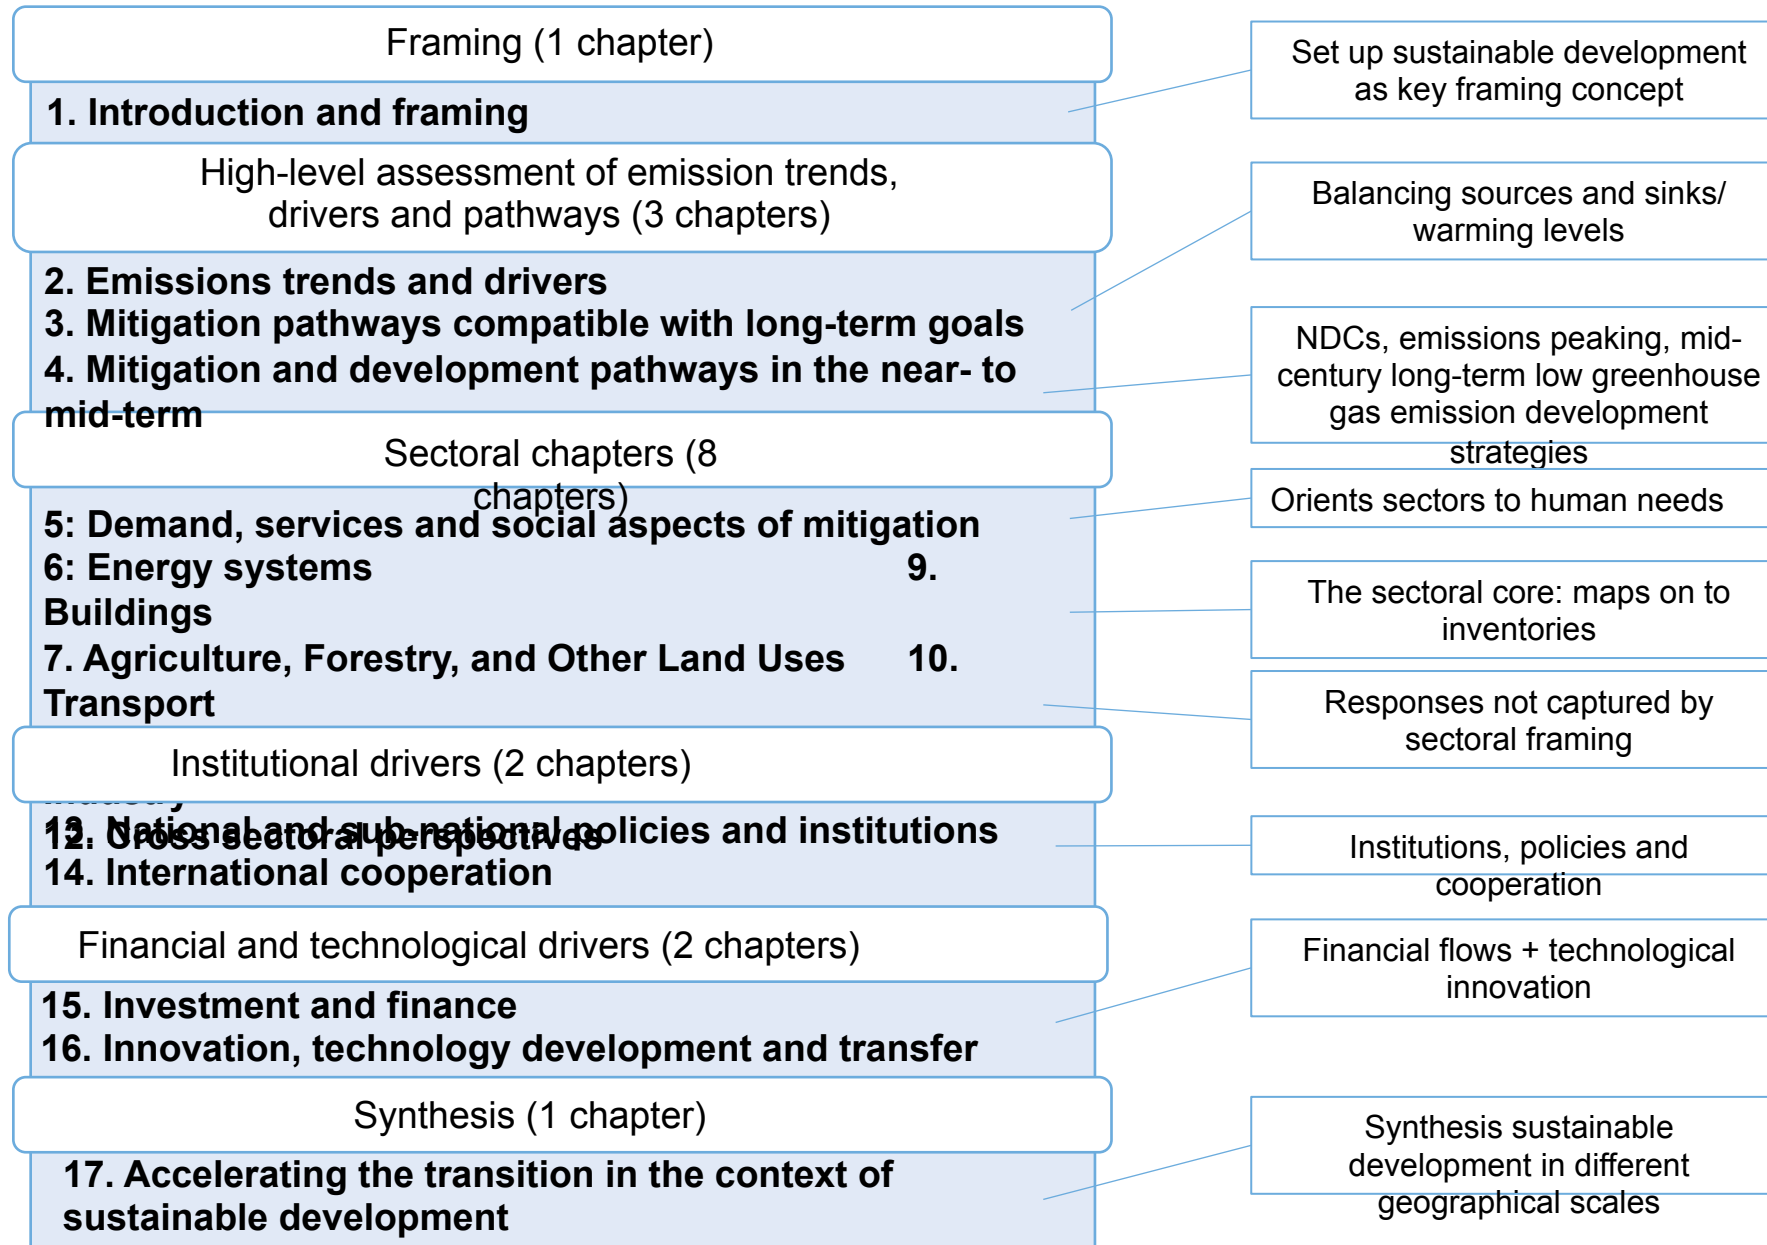 Framing (1 chapter)
1. Introduction and framing
High-level assessment of emission trends,
drivers and pathways (3 chapters)
2. Emissions trends and drivers
3. Mitigation pathways compatible with long-term goals
4. Mitigation and development pathways in the near- to
mid-term
Sectoral chapters (8
chapters)
5: Demand, services and social aspects of mitigation
6: Energy systems 9.
Buildings
7. Agriculture, Forestry, and Other Land Uses 10.
Transport
Institutional drivers (2 chapters)
12. Cross sectoral perspectives
13. National and sub-national policies and institutions
14. International cooperation
Financial and technological drivers (2 chapters)
15. Investment and finance
16. Innovation, technology development and transfer
Synthesis (1 chapter)
17. Accelerating the transition in the context of
sustainable development
Set up sustainable development
as key framing concept
Balancing sources and sinks/
warming levels
NDCs, emissions peaking, mid-
century long-term low greenhouse
gas emission development
strategies
Orients sectors to human needs
The sectoral core: maps on to
inventories
Responses not captured by
sectoral framing
Institutions, policies and
cooperation
Financial flows + technological
innovation
Synthesis sustainable
development in different
geographical scales